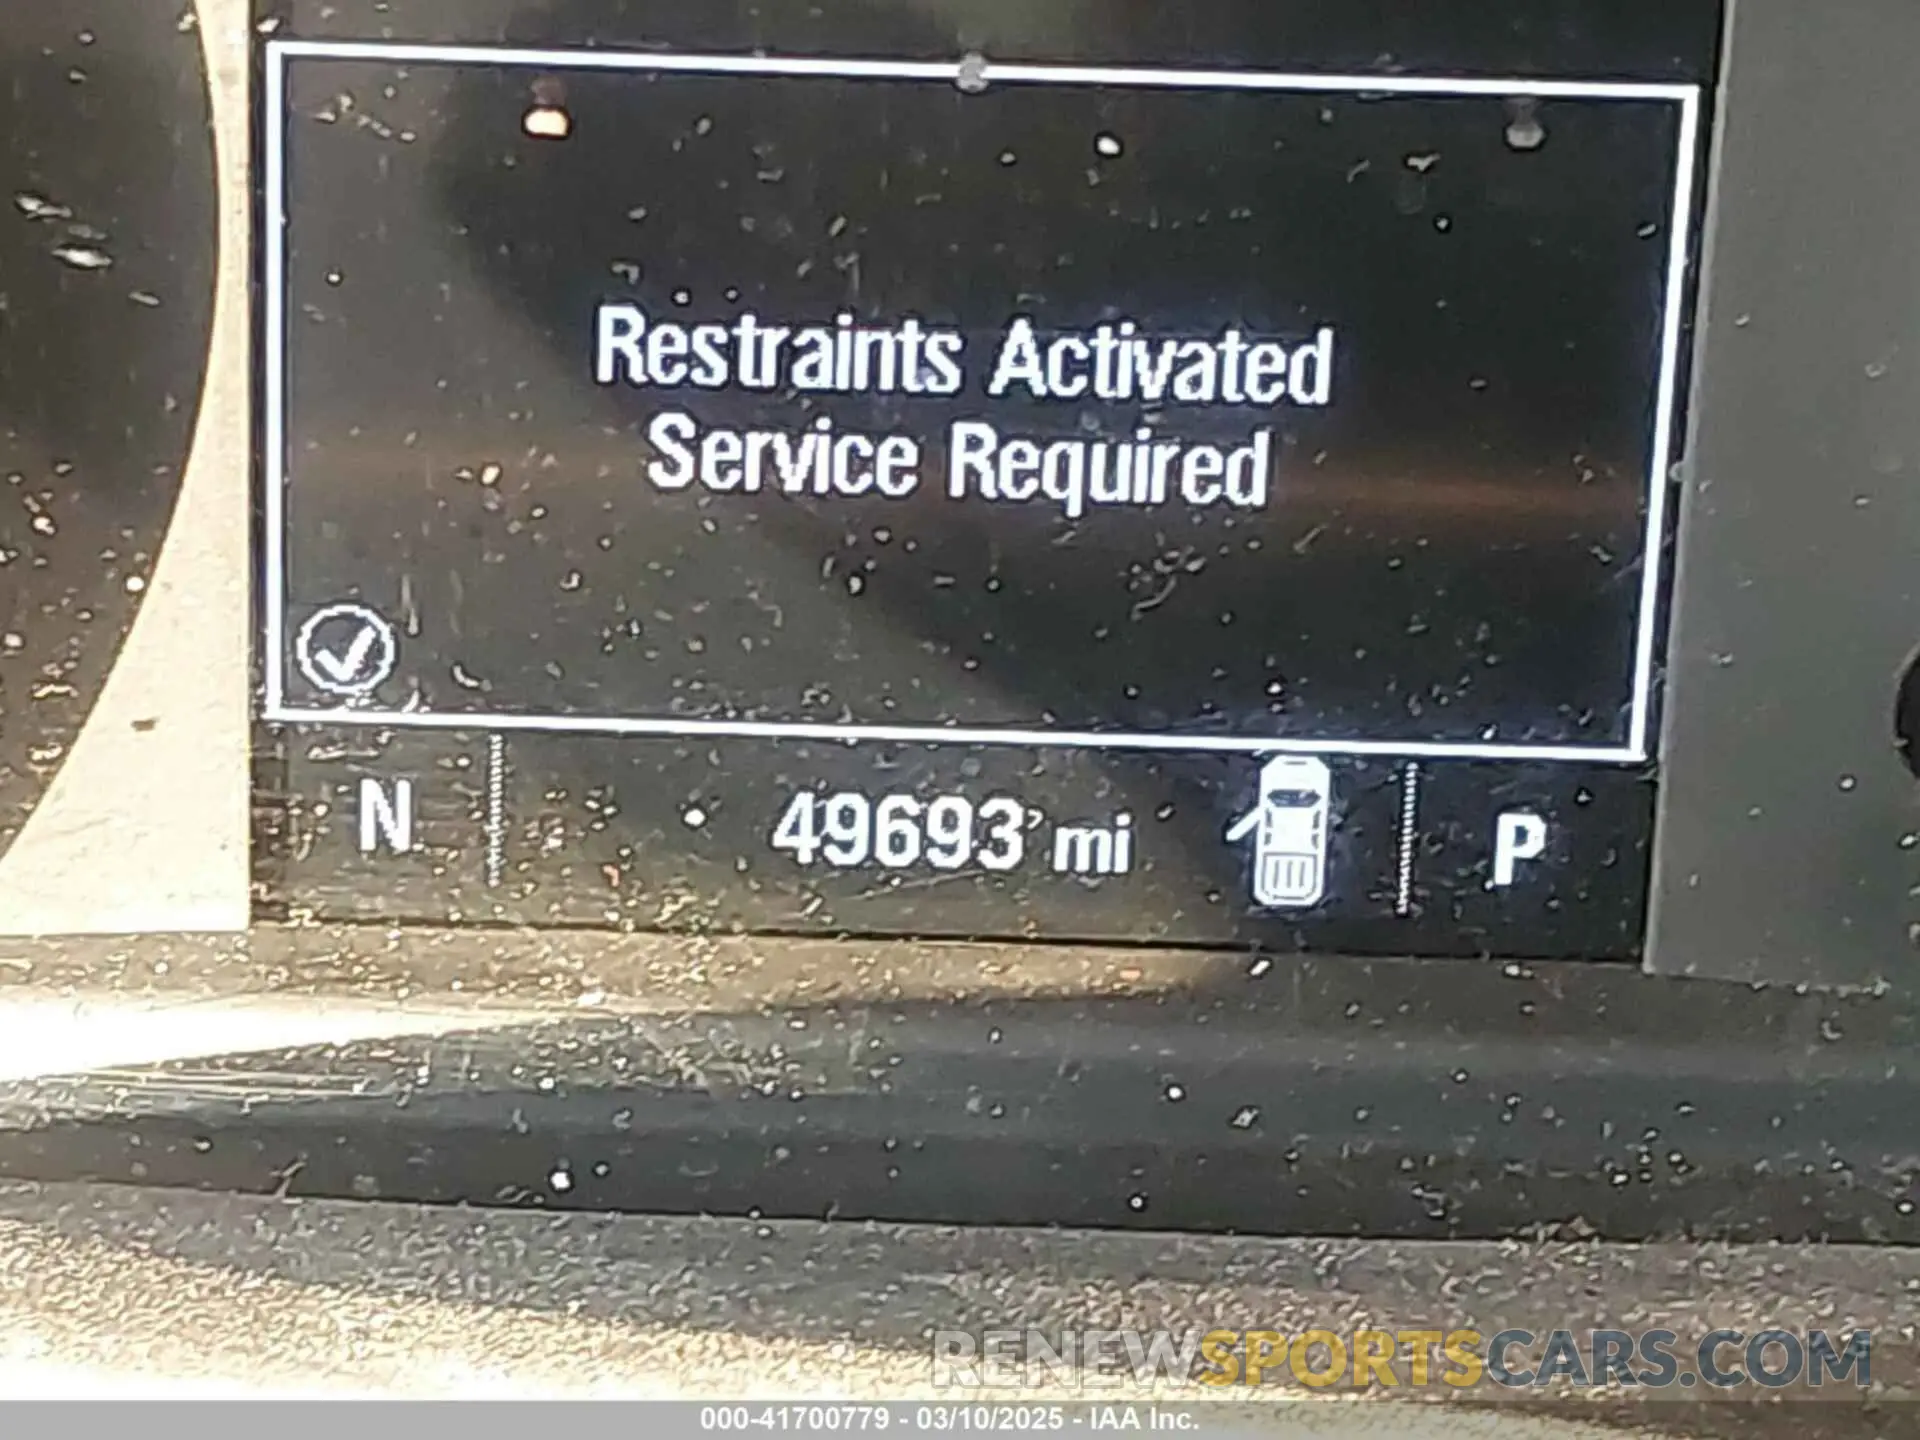 Restraints Activated
Service Required
N 49693 mi P
RENEWSPORTSCARS.COM
000-41700779 - 03/10/2025 - IAA Inc.